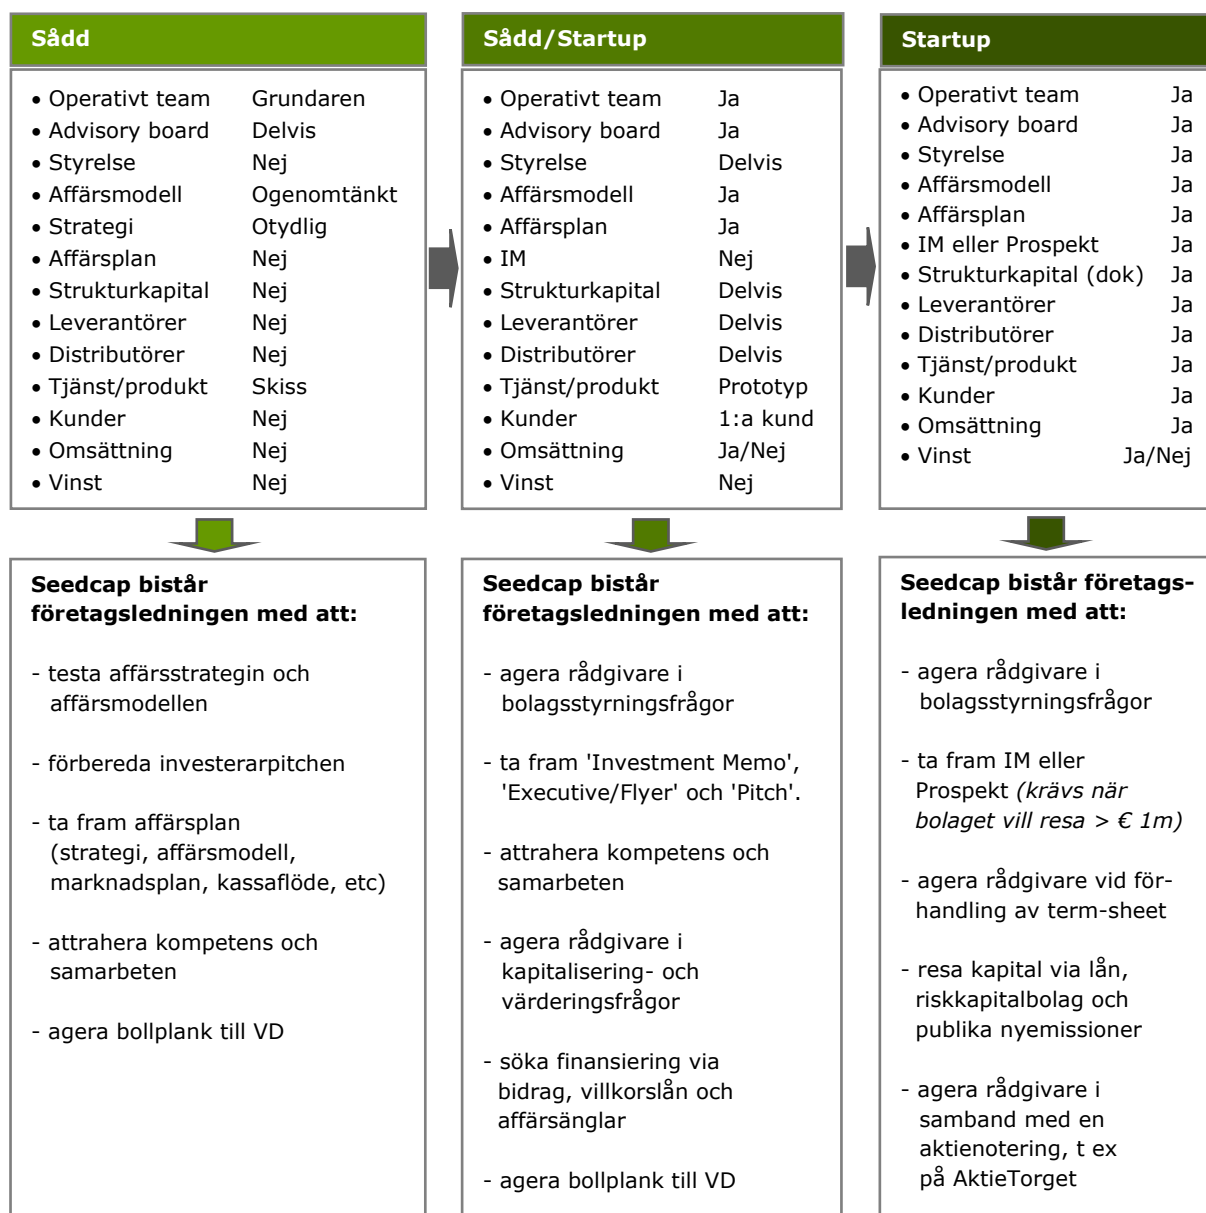 Sådd
• Operativt team Grundaren
• Advisory board Delvis
• Styrelse Nej
• Affärsmodell Ogenomtänkt
• Strategi Otydlig
• Affärsplan Nej
• Strukturkapital Nej
• Leverantörer Nej
• Distributörer Nej
• Tjänst/produkt Skiss
• Kunder Nej
• Omsättning Nej
• Vinst Nej
Sådd/Startup
• Operativt team Ja
• Advisory board Ja
• Styrelse Delvis
• Affärsmodell Ja
• Affärsplan Ja
• IM Nej
• Strukturkapital Delvis
• Leverantörer Delvis
• Distributörer Delvis
• Tjänst/produkt Prototyp
• Kunder 1:a kund
• Omsättning Ja/Nej
• Vinst Nej
Startup
• Operativt team Ja
• Advisory board Ja
• Styrelse Ja
• Affärsmodell Ja
• Affärsplan Ja
• IM eller Prospekt Ja
• Strukturkapital (dok) Ja
• Leverantörer Ja
• Distributörer Ja
• Tjänst/produkt Ja
• Kunder Ja
• Omsättning Ja
• Vinst Ja/Nej
Seedcap bistår
företagsledningen med att:
- testa affärsstrategin och
affärsmodellen
- förbereda investerarpitchen
- ta fram affärsplan
(strategi, affärsmodell,
marknadsplan, kassaflöde, etc)
- attrahera kompetens och
samarbeten
- agera bollplank till VD
Seedcap bistår
företagsledningen med att:
- agera rådgivare i
bolagsstyrningsfrågor
- ta fram 'Investment Memo',
'Executive/Flyer' och 'Pitch'.
- attrahera kompetens och
samarbeten
- agera rådgivare i
kapitalisering- och
värderingsfrågor
- söka finansiering via
bidrag, villkorslån och
affärsänglar
- agera bollplank till VD
Seedcap bistår företags-
ledningen med att:
- agera rådgivare i
bolagsstyrningsfrågor
- ta fram IM eller
Prospekt (krävs när
bolaget vill resa > € 1m)
- agera rådgivare vid för-
handling av term-sheet
- resa kapital via lån,
riskkapitalbolag och
publika nyemissioner
- agera rådgivare i
samband med en
aktienotering, t ex
på AktieTorget